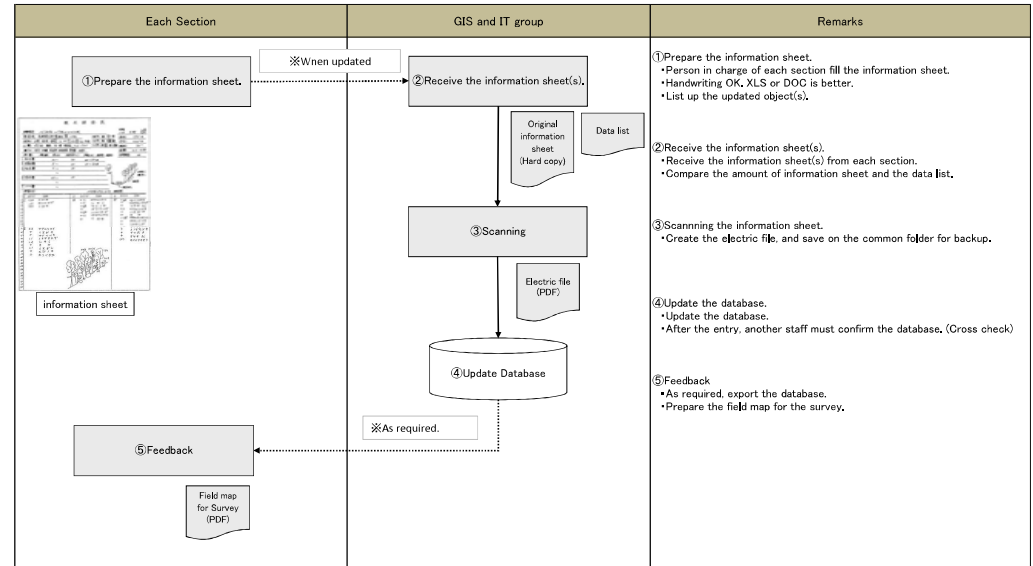 Each Section
GIS and IT group
Remarks
①Prepare the information sheet.
※Wnen updated
②Receive the information sheet(s).
Original
information
sheet
(Hard copy)
Data list
③Scanning
information sheet
Electric file
(PDF)
④Update Database
※As required.
⑤Feedback
Field map
for Survey
(PDF)
①Prepare the information sheet.
・Person in charge of each section fill the information sheet.
・Handwriting OK. XLS or DOC is better.
・List up the updated object(s).
②Receive the information sheet(s).
・Receive the information sheet(s) from each section.
・Compare the amount of information sheet and the data list.
③Scannning the information sheet.
・Create the electric file, and save on the common folder for backup.
④Update the database.
・Update the database.
・After the entry, another staff must confirm the database. (Cross check)
⑤Feedback
▪As required, export the database.
・Prepare the field map for the survey.